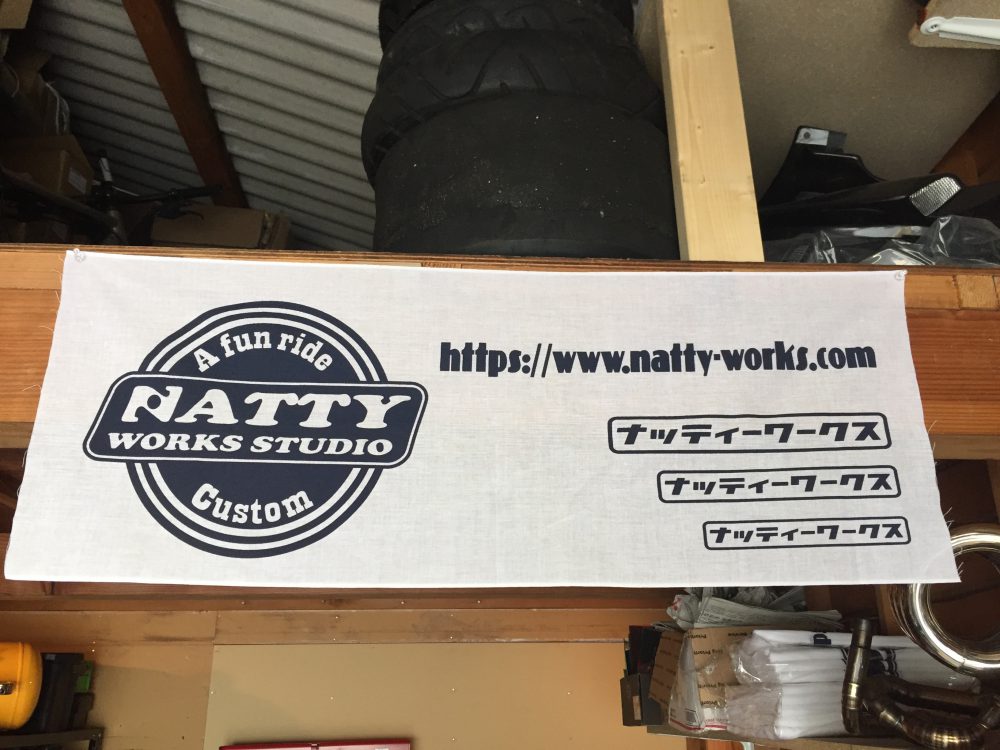 A fun ride
NATTY
WORKS STUDIO
Custom
https://www.natty-works.com
ナッティーワークス
ナッティーワークス
ナッティーワークス